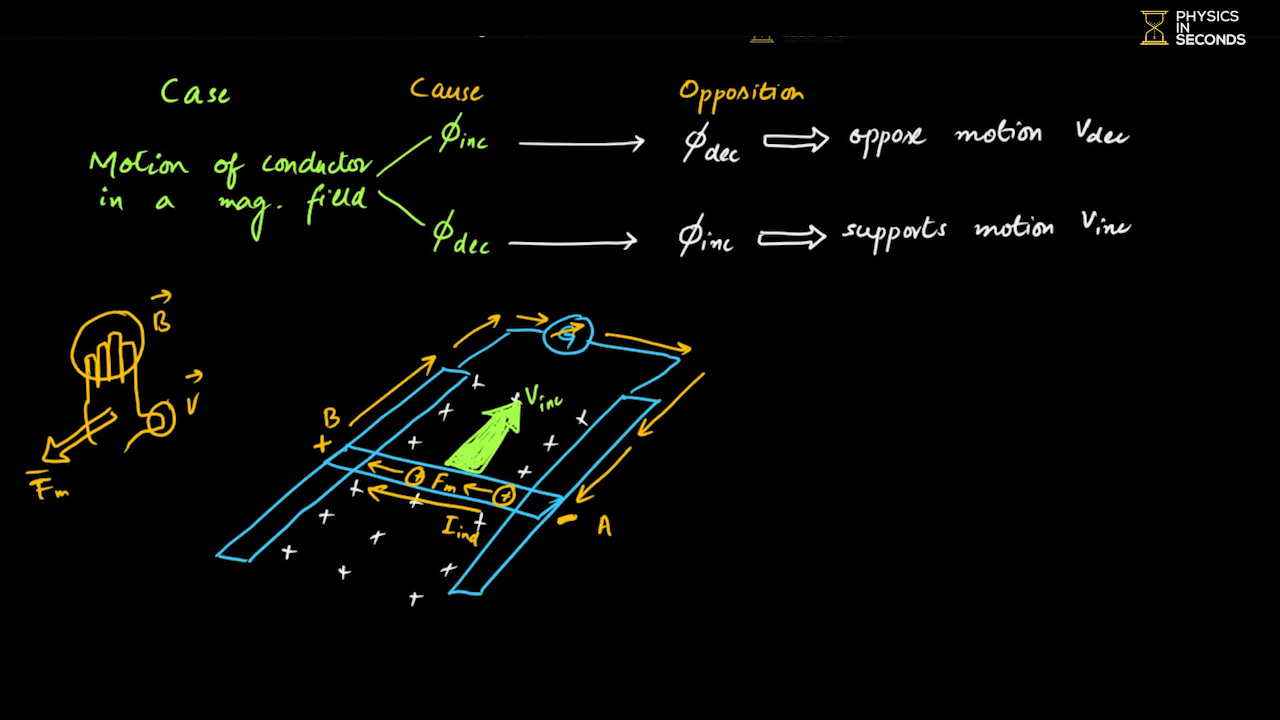 PHYSICS
IN
SECONDS
Case
Cause
Opposition
Motion of conductor
in a mag. field
ϕinc
ϕdec
oppose motion Vdec
ϕdec
ϕinc
supports motion Vinc
B
V
Fm
G
Vinc
B
+
+ Fm +
Iind
- A